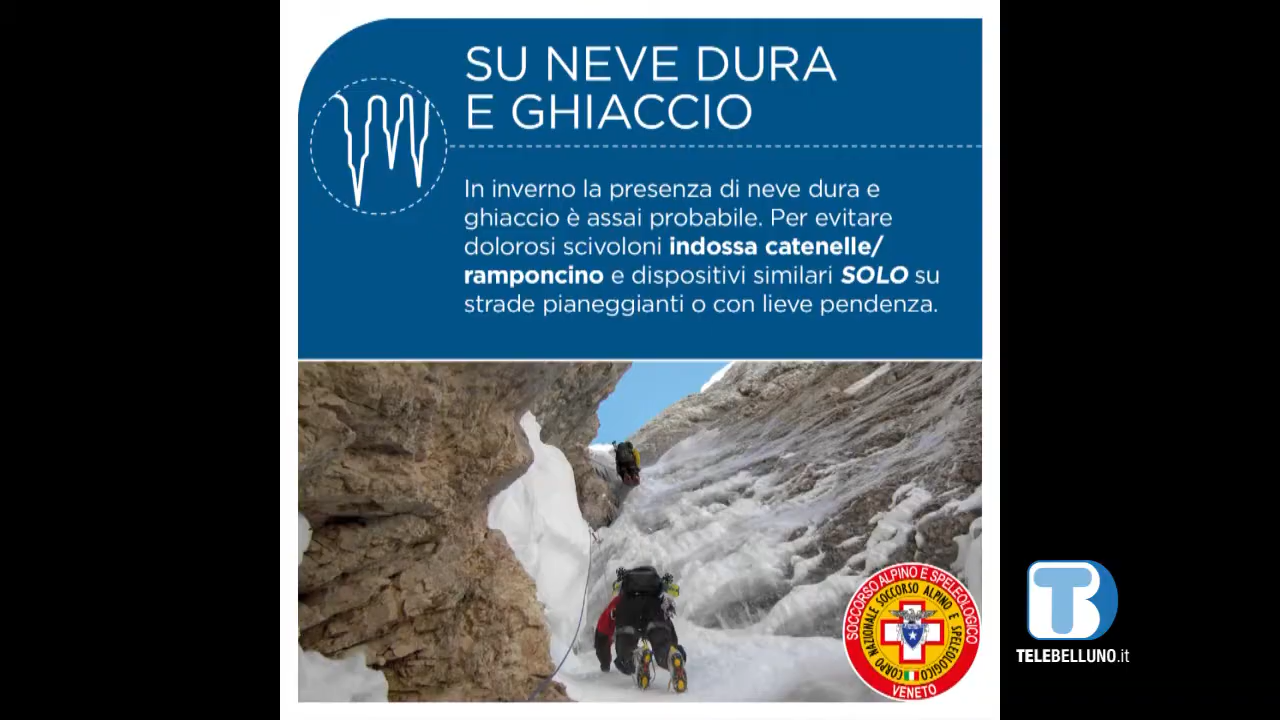 SU NEVE DURA
E GHIACCIO
In inverno la presenza di neve dura e
ghiaccio è assai probabile. Per evitare
dolorosi scivoloni indossa catenelle/
ramponcino e dispositivi similari SOLO su
strade pianeggianti o con lieve pendenza.
SOCCORSO ALPINO E SPELEOLOGICO
CORPO NAZIONALE SOCCORSO ALPINO E SPELEOLOGICO
VENETO
TB
TELEBELLUNO.it